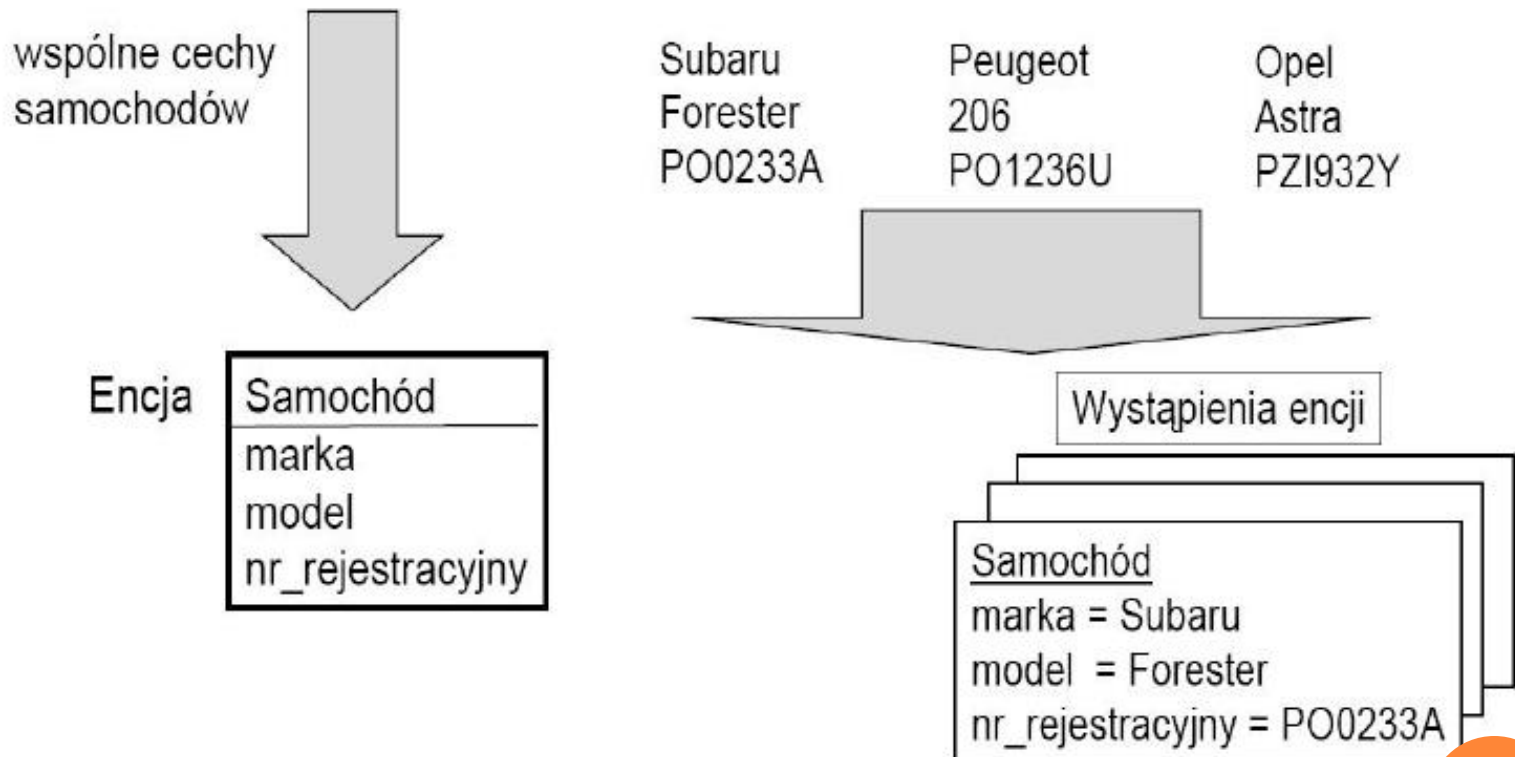 wspólne cechy
samochodów
Subaru
Forester
PO0233A
Peugeot
206
PO1236U
Opel
Astra
PZI932Y
Encja
Samochód
marka
model
nr_rejestracyjny
Wystąpienia encji
Samochód
marka = Subaru
model = Forester
nr_rejestracyjny = PO0233A